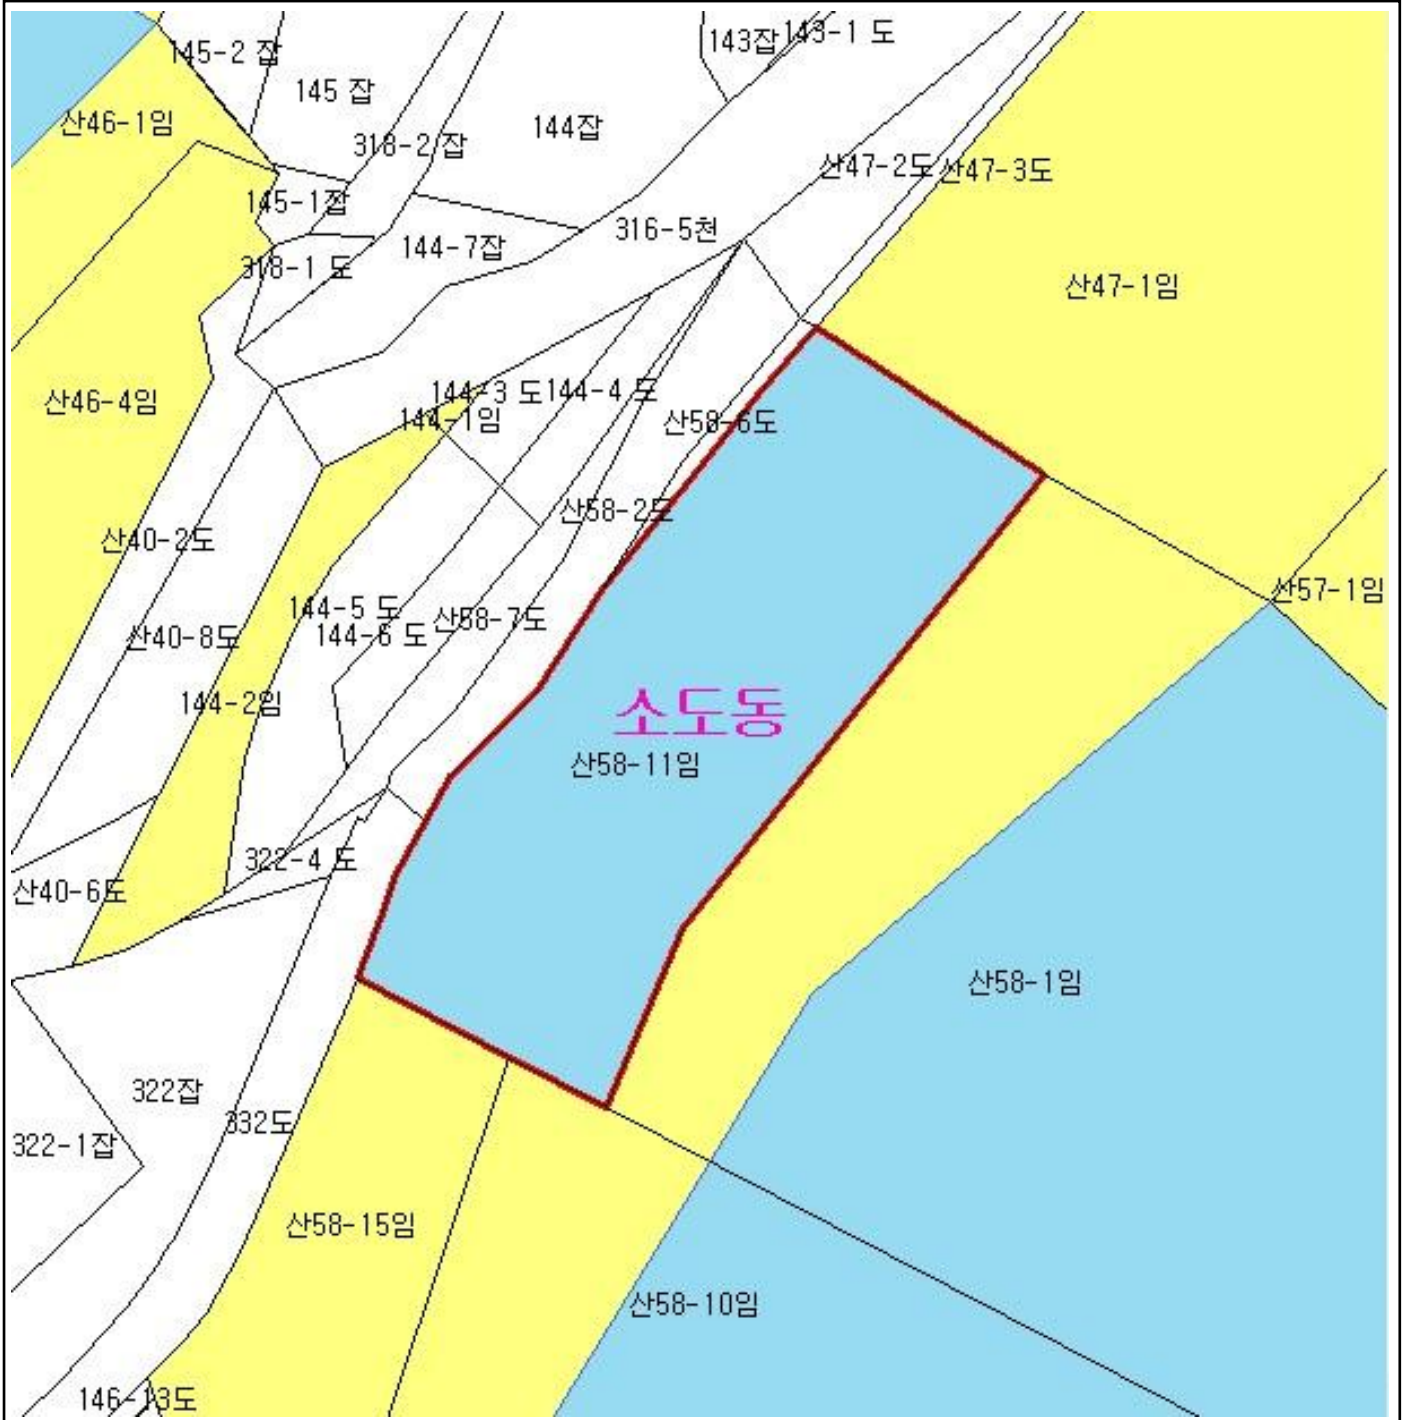 143잡
143-1 도
145-2 잡
145 잡
산46-1임
144잡
318-2 잡
산47-2도
산47-3도
145-1잡
316-5천
144-7잡
318-1 도
산47-1임
144-3 도
144-4 도
산46-4임
144-1임
산58-6도
산58-2도
산40-2도
산57-1임
144-5 도
산58-7도
144-6 도
산40-8도
144-2임
소도동
산58-11임
322-4 도
산40-6도
산58-1임
322잡
332도
322-1잡
산58-15임
산58-10임
146-13도